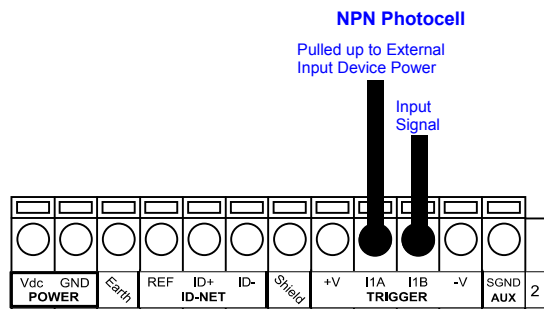 NPN Photocell
Pulled up to External
Input Device Power
Input
Signal
Vdc GND Earth REF ID+ ID- Shield +V I1A I1B -V SGND 2
POWER ID-NET TRIGGER AUX